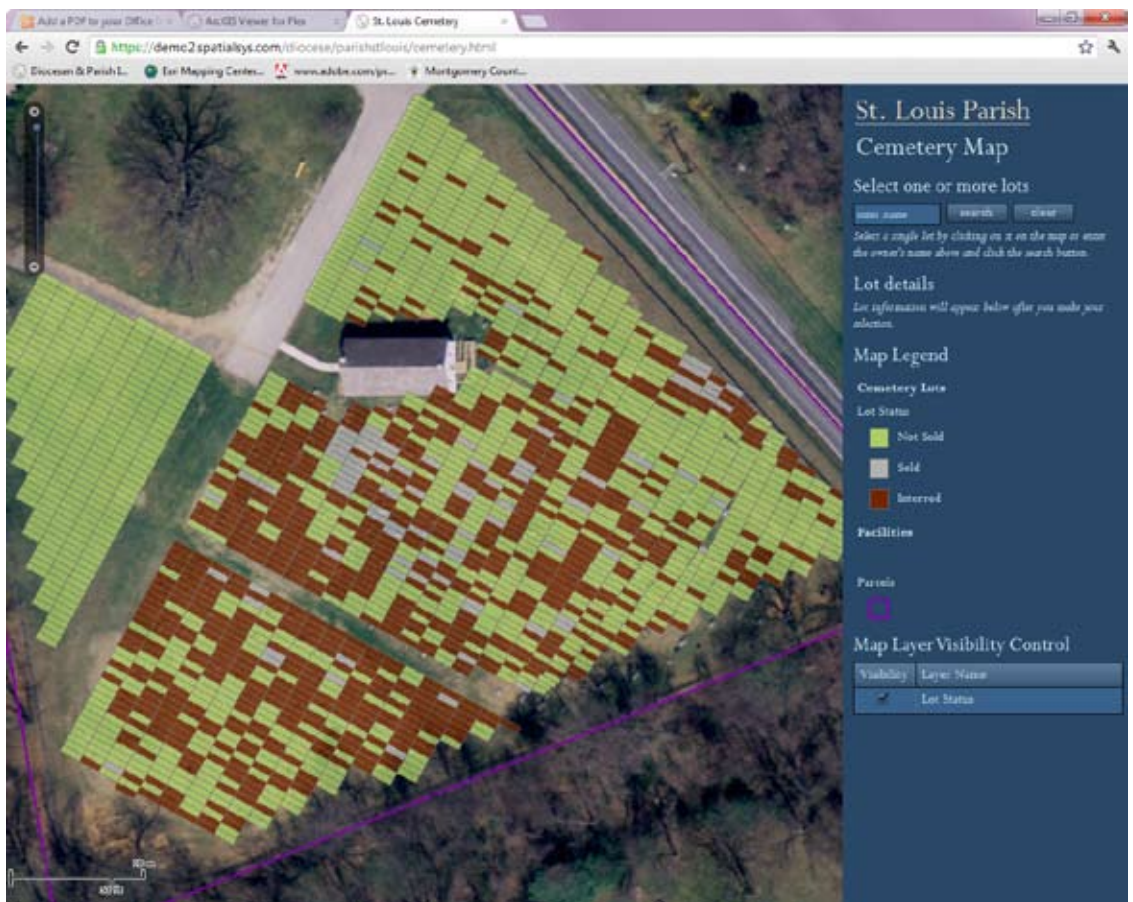 Add a PDF to your Office
ArcGIS Viewer for Flex
St. Louis Cemetery
https://demo2.spatialsys.com/diocese/parishstlouis/cemetery.html
Diocesan & Parish I...
Esri Mapping Center...
www.adobe.com/ps...
Montgomery Count...
St. Louis Parish
Cemetery Map
Select one or more lots
enter name
search
clear
Select a single lot by clicking on it on the map or enter
the owner's name above and click the search button.
Lot details
Lot information will appear below after you make your
selection.
Map Legend
Cemetery Lots
Lot Status
Not Sold
Sold
Interred
Facilities
Parcels
Map Layer Visibility Control
Visibility Layer Name
Lot Status